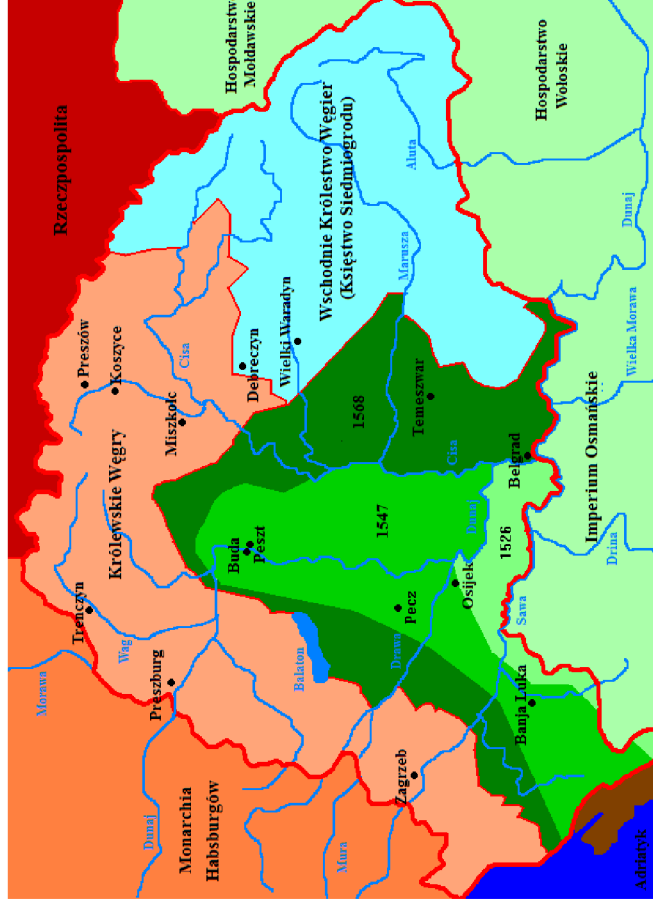 Rzeczpospolita
Hospodarstwo
Mołdawskie
Hospodarstwo
Wołoskie
Preszów
Koszyce
Miszkolc
Cisa
Królewskie Węgry
Trenczyn
Wag
Morawa
Preszburg
Dunaj
Monarchia
Habsburgów
Mura
Debreczyn
Wielki Waradyn
Wschodnie Królestwo Węgier
(Księstwo Siedmiogrodu)
Marusza
Aluta
Dunaj
Buda
Peszt
Balaton
1568
1547
1526
Temeszwar
Cisa
Belgrad
Dunaj
Pecz
Osijek
Drawa
Zagrzeb
Banja Luka
Sawa
Drina
Wielka Morawa
Imperium Osmańskie
Adriatyk